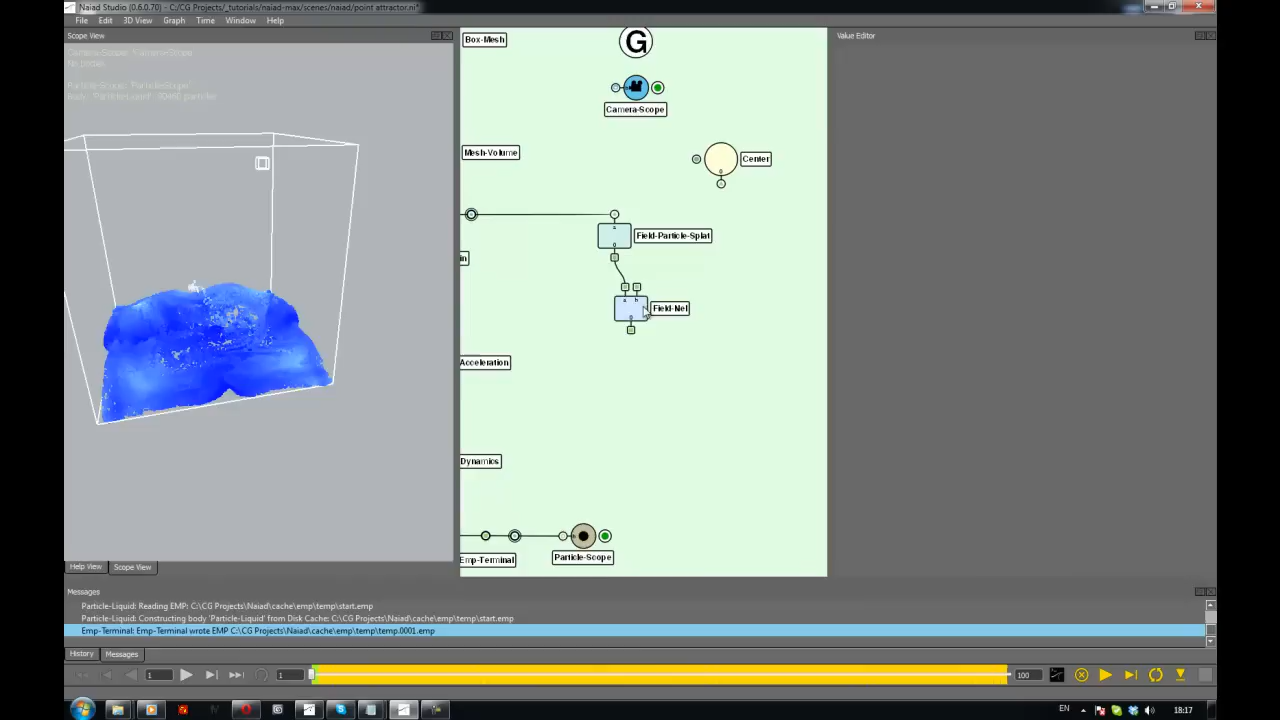 Naiad Studio (0.6.0.70) - C:/CG Projects/_tutorials/naiad-max/scenes/naiad/point attractor.ni*
File Edit 3D View Graph Time Window Help
Scope View
Value Editor
Box-Mesh
G
Camera-Scope
Mesh-Volume
Center
Field-Particle-Splat
in
Field-Nel
Acceleration
Dynamics
Emp-Terminal
Particle-Scope
Help View Scope View
Messages
Particle-Liquid: Reading EMP: C:\CG Projects\Naiad\cache\emp\temp\start.emp
Particle-Liquid: Constructing body 'Particle-Liquid' from Disk Cache: C:\CG Projects\Naiad\cache\emp\temp\start.emp
Emp-Terminal: Emp-Terminal wrote EMP C:\CG Projects\Naiad\cache\emp\temp\temp.0001.emp
History Messages
1 1 100
EN 18:17